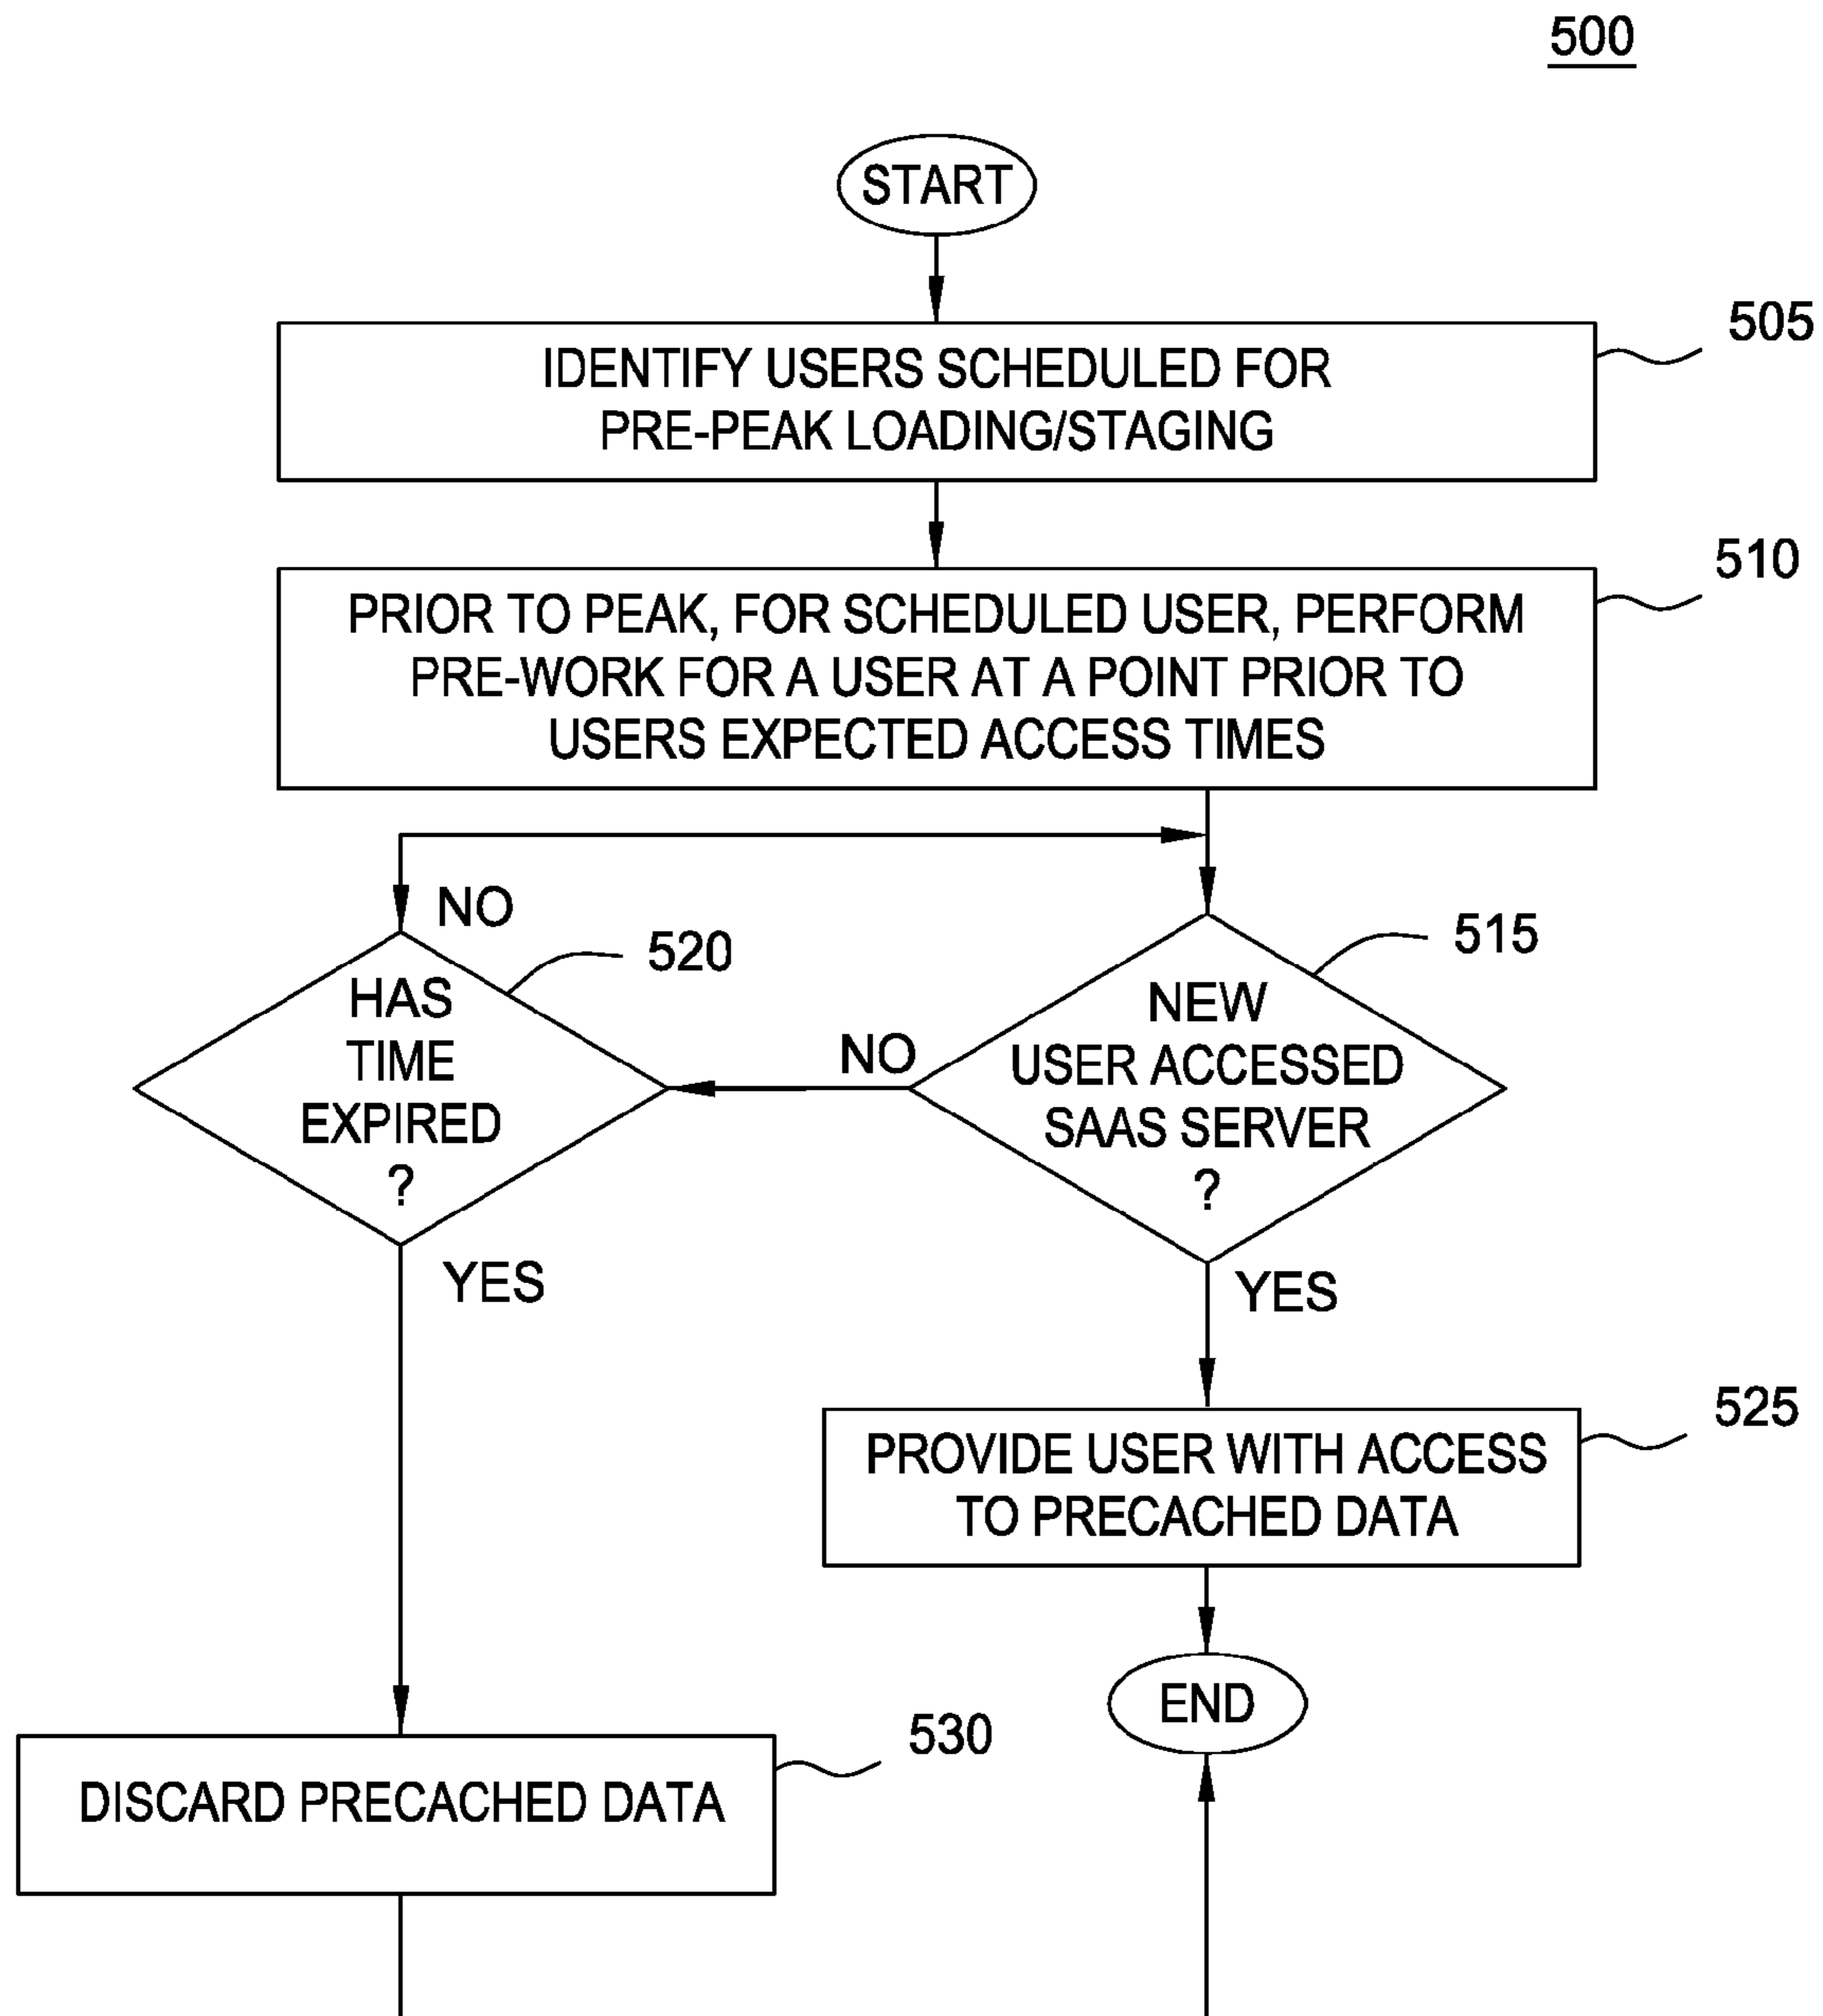 500
START
505
IDENTIFY USERS SCHEDULED FOR
PRE-PEAK LOADING/STAGING
510
PRIOR TO PEAK, FOR SCHEDULED USER, PERFORM
PRE-WORK FOR A USER AT A POINT PRIOR TO
USERS EXPECTED ACCESS TIMES
NO
520
HAS
TIME
EXPIRED
?
YES
NO
515
NEW
USER ACCESSED
SAAS SERVER
?
YES
525
PROVIDE USER WITH ACCESS
TO PRECACHED DATA
END
530
DISCARD PRECACHED DATA